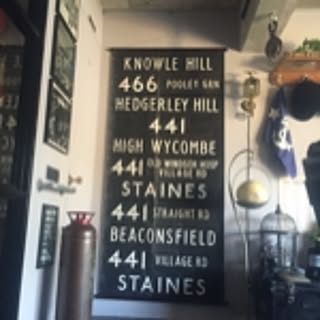 KNOWLE HILL
466 POOLEY GRN
HEDGERLEY HILL
441
HIGH WYCOMBE
441 OLD WINDSOR HOSP
VILLAGE RD
STAINES
441 STRAIGHT RD
BEACONSFIELD
441 VILLAGE RD
STAINES